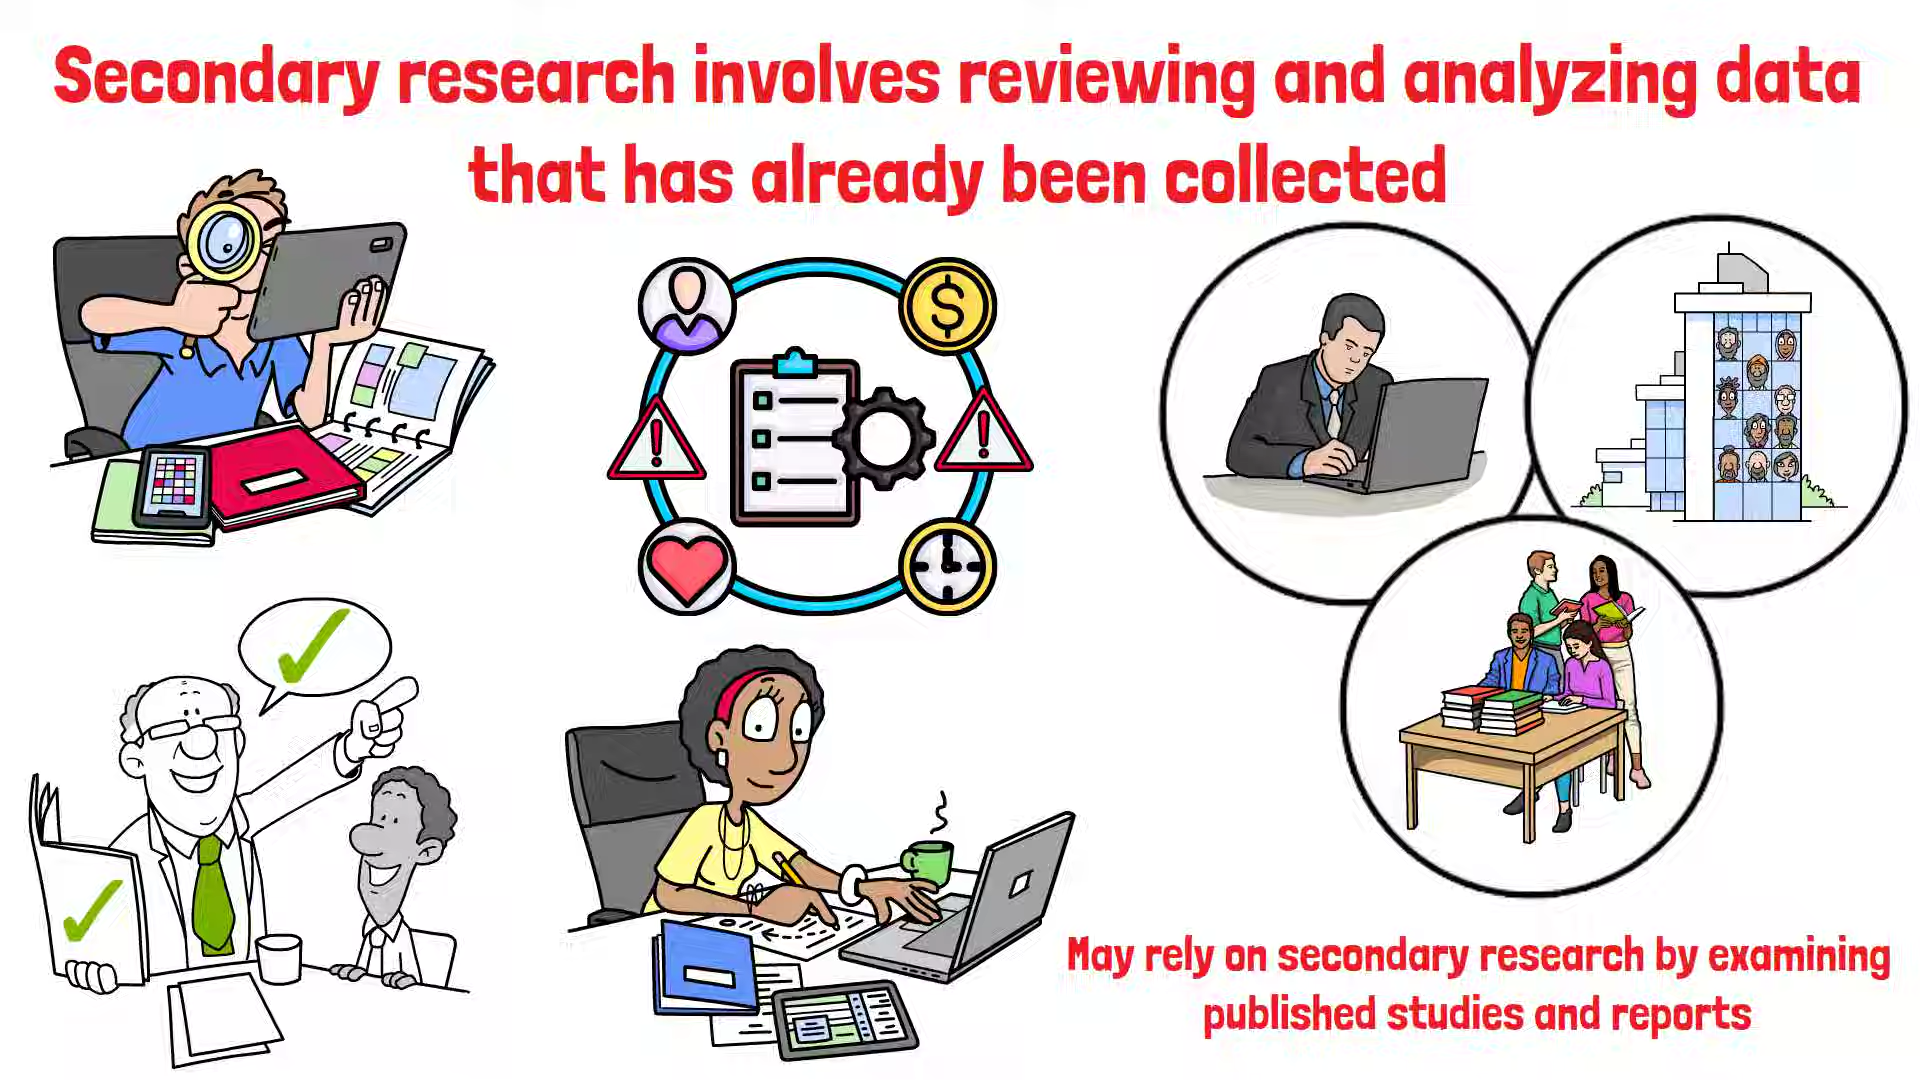 Secondary research involves reviewing and analyzing data
that has already been collected
May rely on secondary research by examining
published studies and reports